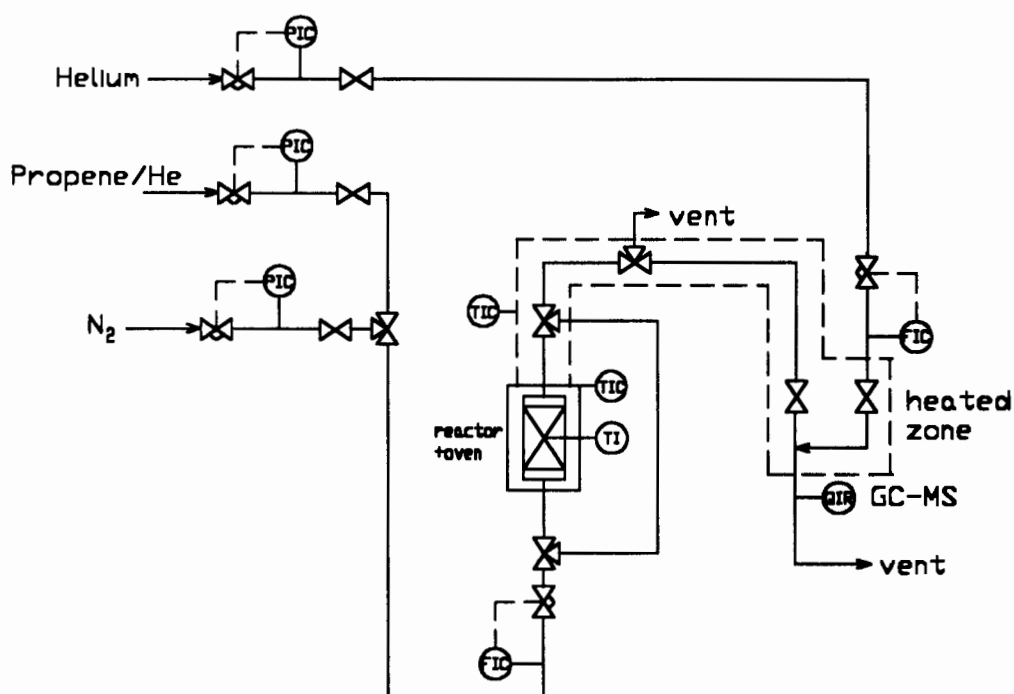 PIC
Helium
PIC
Propene/He
vent
PIC
N2
TIC
FIC
TIC
heated
zone
reactor
+oven
TI
QIR
GC-MS
vent
FIC